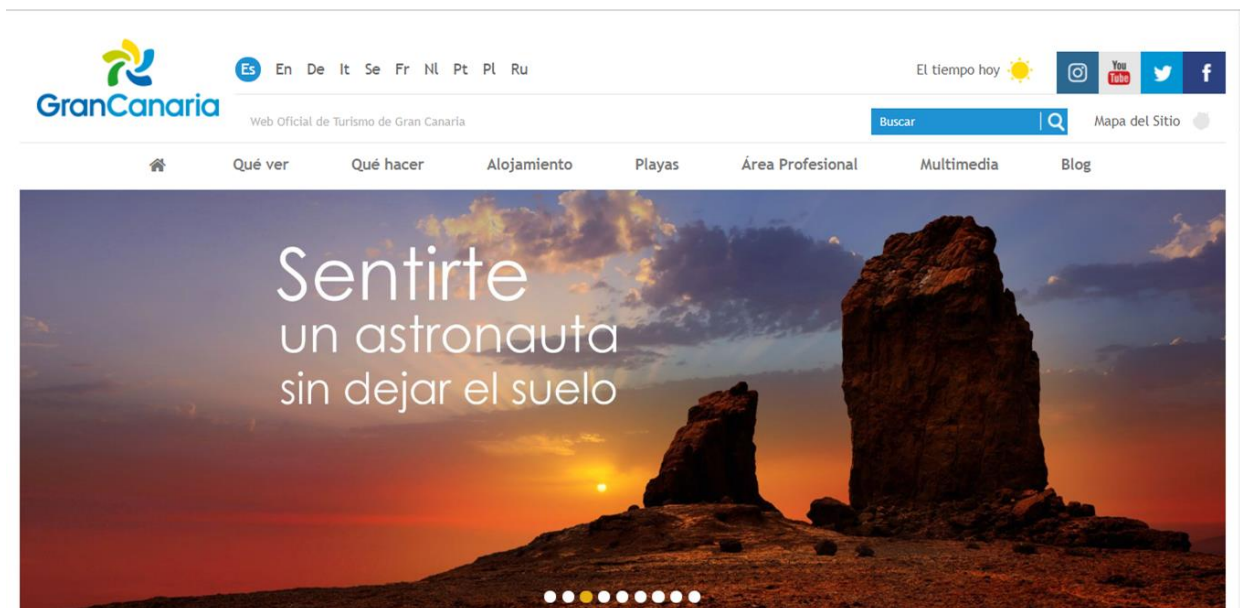 GranCanaria
Es En De It Se Fr Nl Pt Pl Ru
El tiempo hoy
You
Tube
Web Oficial de Turismo de Gran Canaria
Buscar
Mapa del Sitio
Qué ver Qué hacer Alojamiento Playas Área Profesional Multimedia Blog
Sentirte
un astronauta
sin dejar el suelo